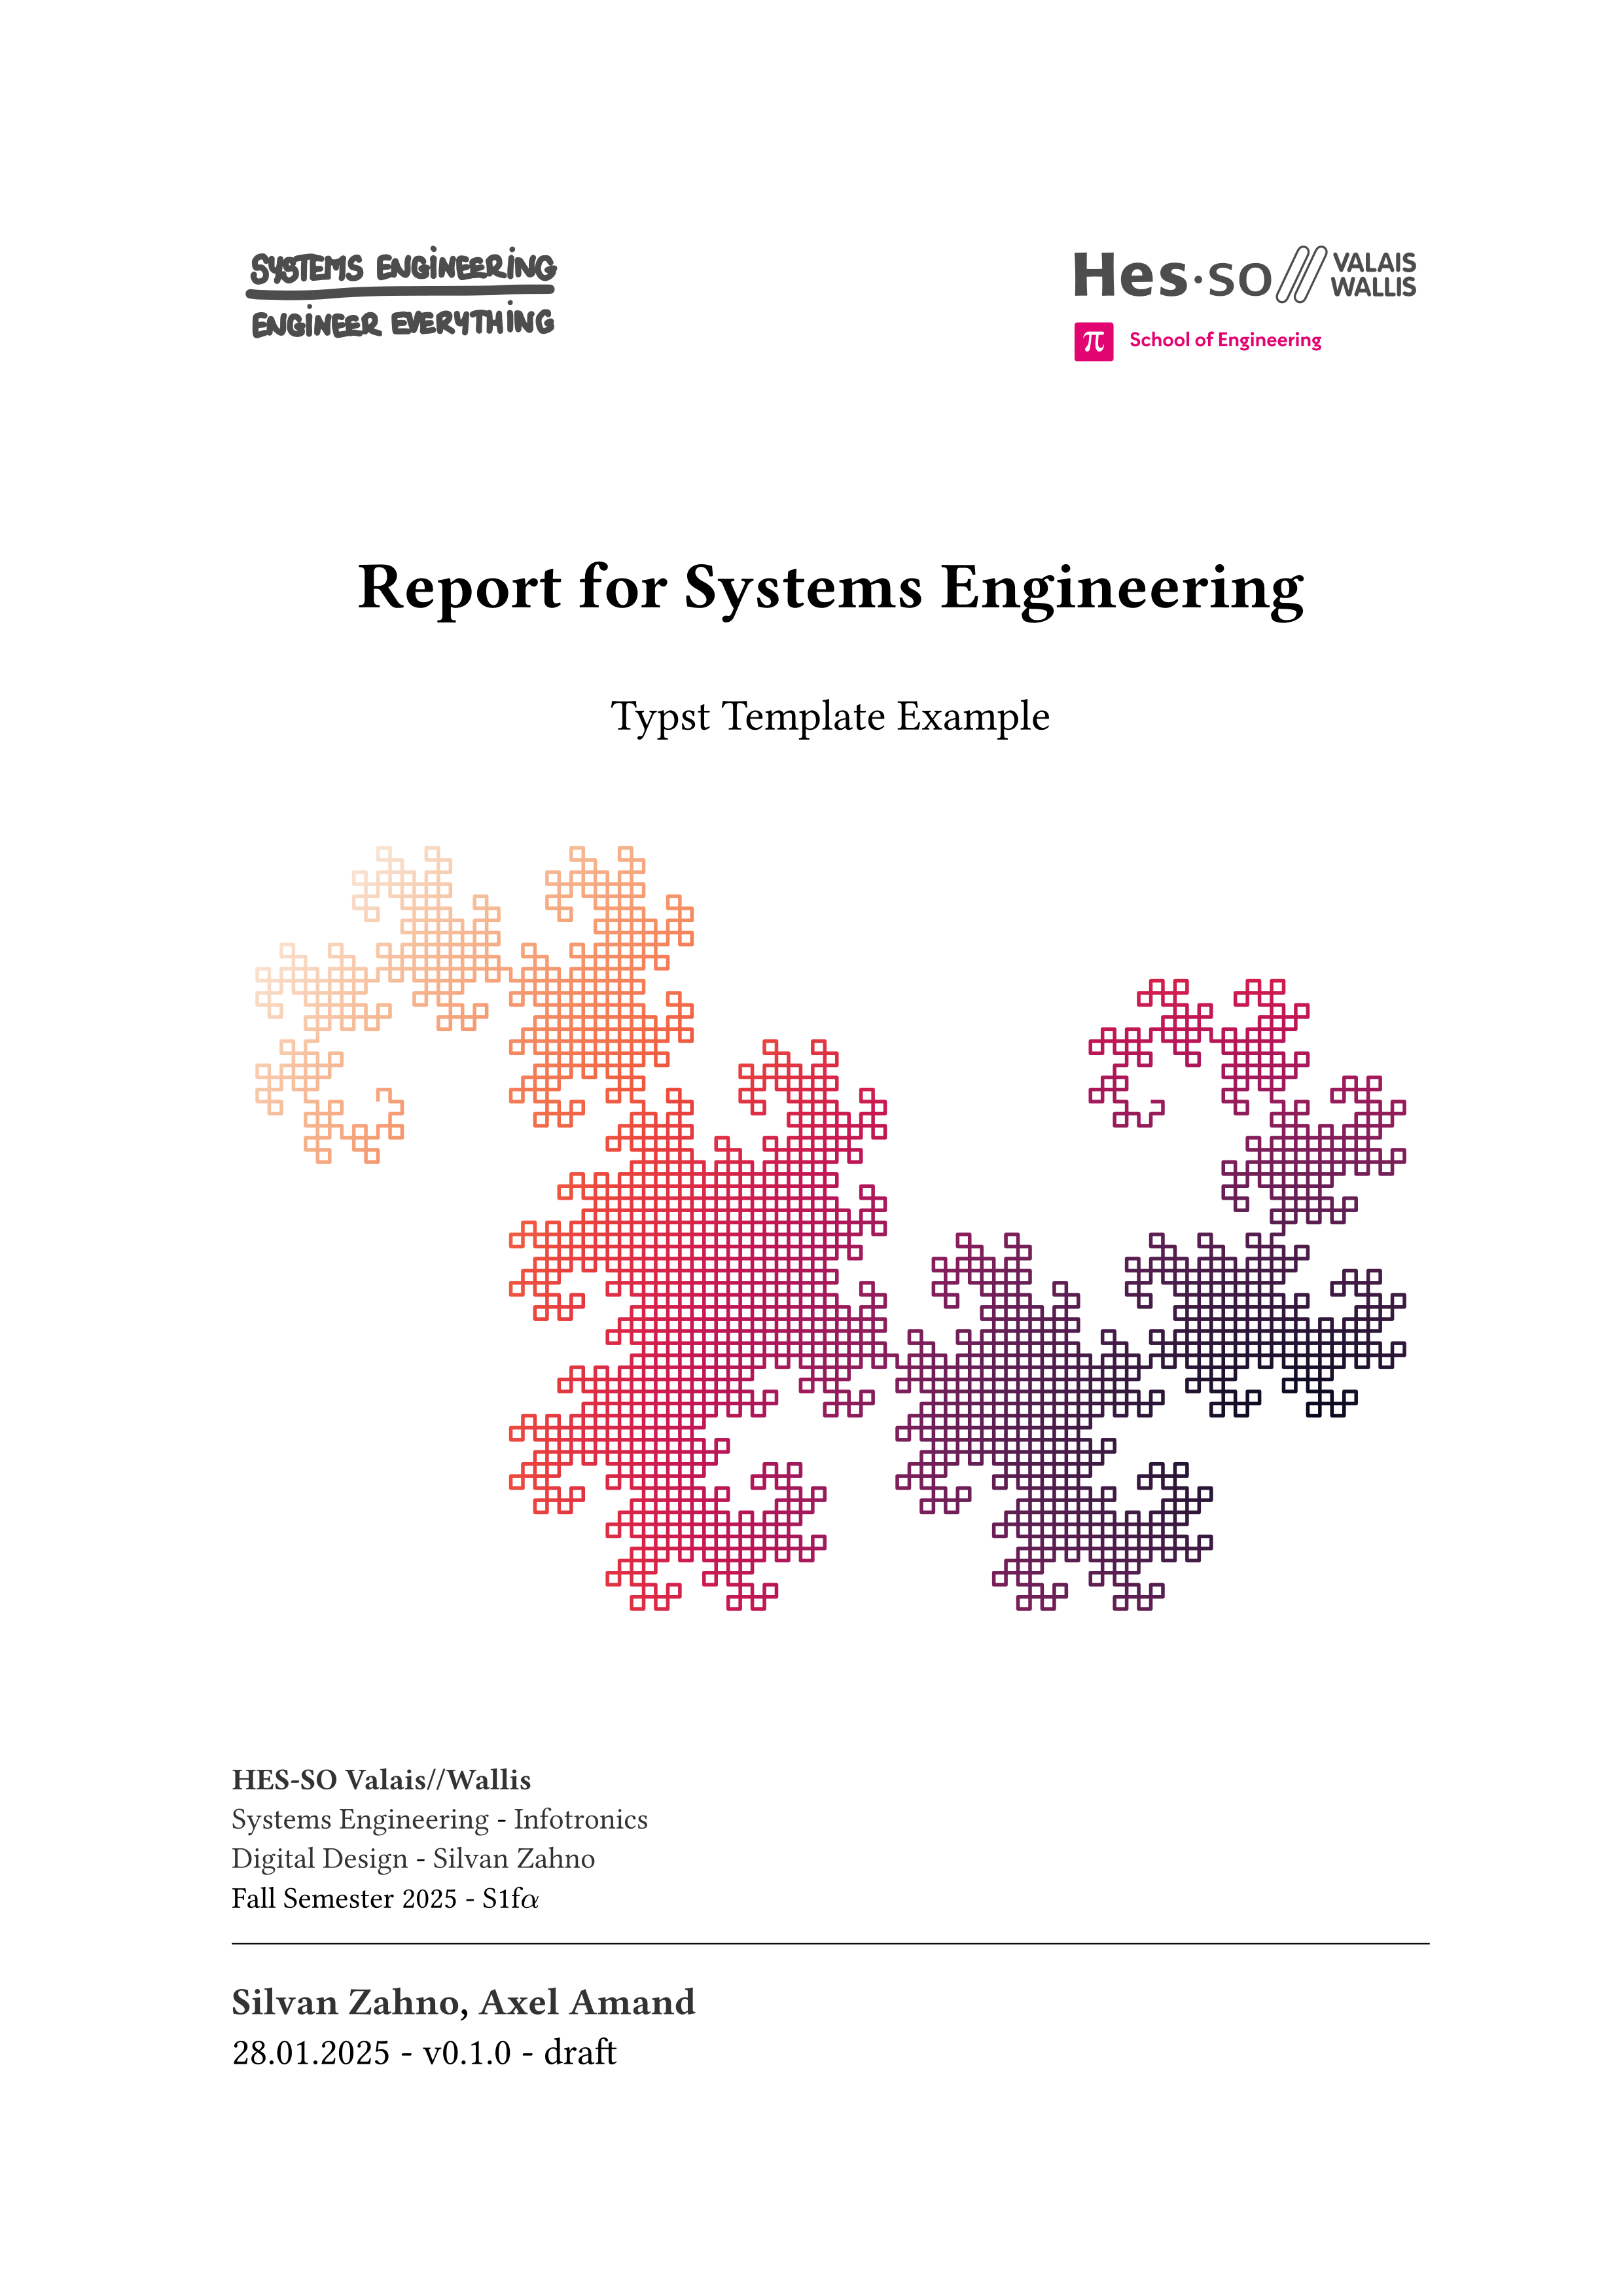 SYSTEMS ENGINEERING
ENGINEER EVERYTHING
Hes·so // VALAIS
WALLIS
π School of Engineering
Report for Systems Engineering
Typst Template Example
HES-SO Valais//Wallis
Systems Engineering - Infotronics
Digital Design - Silvan Zahno
Fall Semester 2025 - S1fα
Silvan Zahno, Axel Amand
28.01.2025 - v0.1.0 - draft